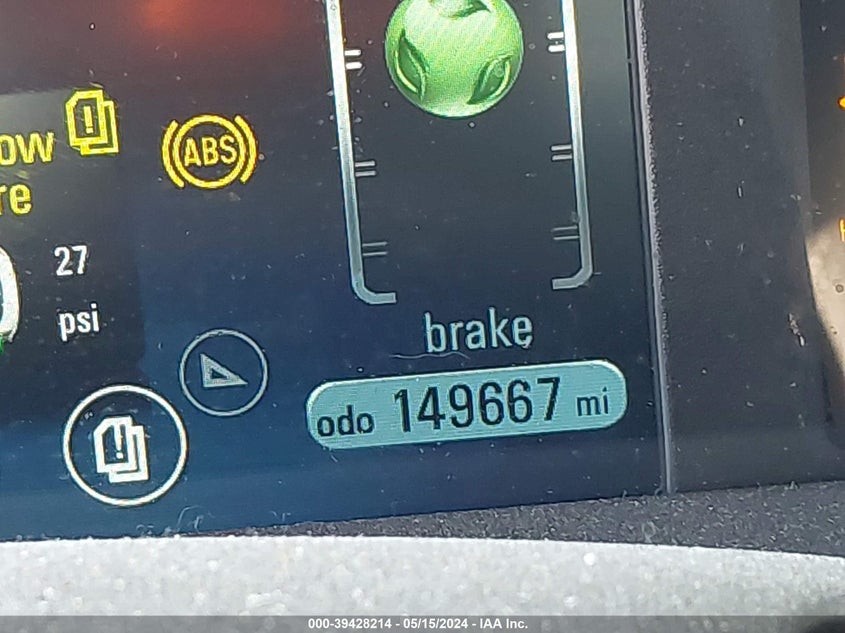 ow !
re
ABS
27
psi
brake
odo 149667 mi
!
000-39428214 - 05/15/2024 - IAA Inc.